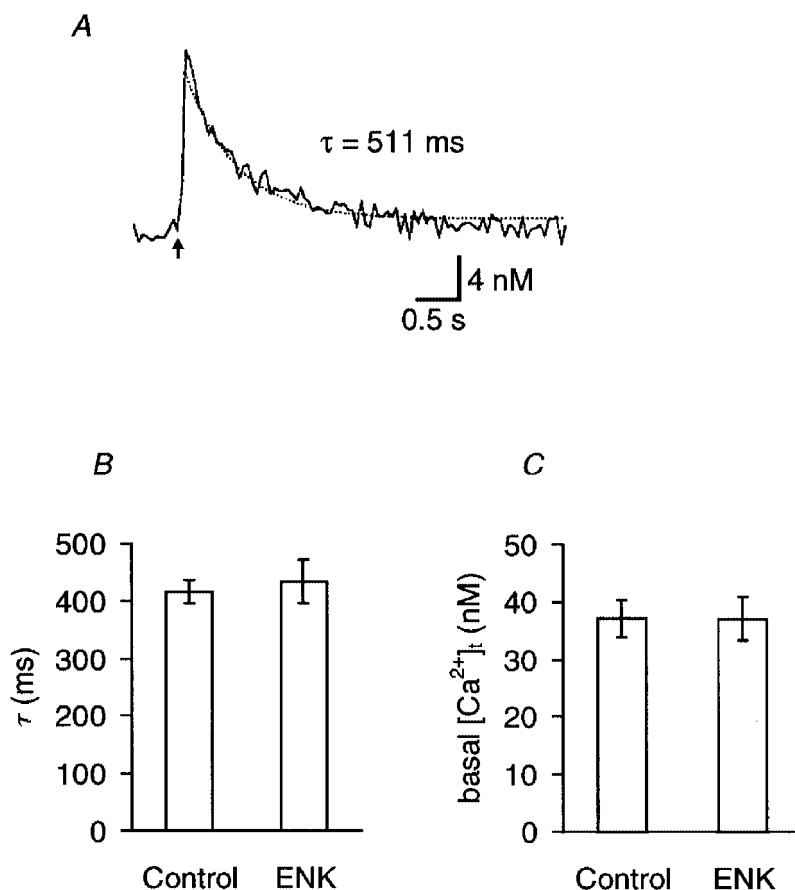 A
τ = 511 ms
4 nM
0.5 s
B
500
400
300
200
100
0
τ (ms)
Control ENK
C
50
40
30
20
10
0
basal [Ca²⁺]ₜ (nM)
Control ENK